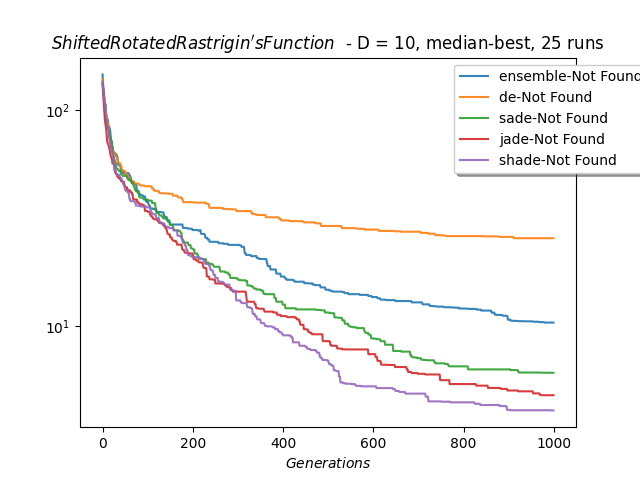 ShiftedRotatedRastrigin'sFunction - D = 10, median-best, 25 runs
ensemble-Not Found
de-Not Found
sade-Not Found
jade-Not Found
shade-Not Found
10²
10¹
0 200 400 600 800 1000
Generations